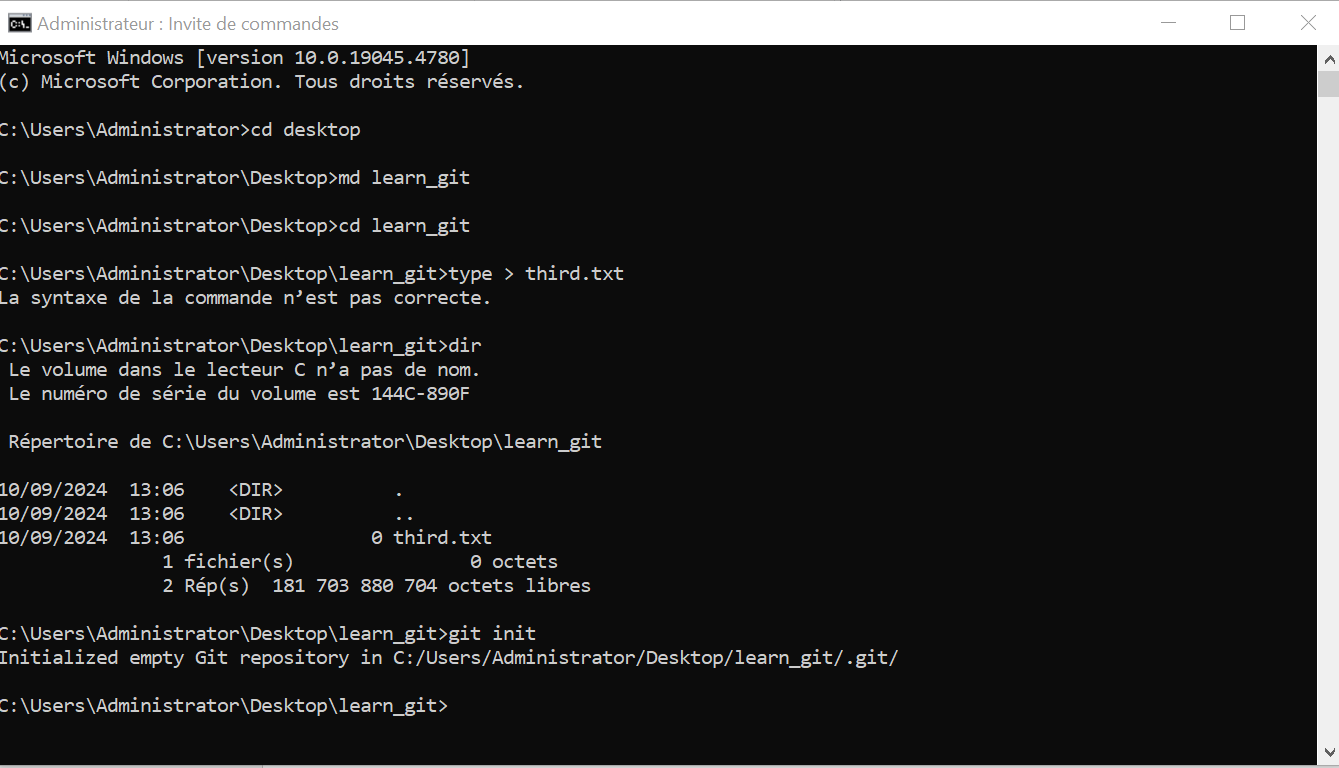 Administrateur : Invite de commandes
Microsoft Windows [version 10.0.19045.4780]
(c) Microsoft Corporation. Tous droits réservés.
C:\Users\Administrator>cd desktop
C:\Users\Administrator\Desktop>md learn_git
C:\Users\Administrator\Desktop>cd learn_git
C:\Users\Administrator\Desktop\learn_git>type > third.txt
La syntaxe de la commande n’est pas correcte.
C:\Users\Administrator\Desktop\learn_git>dir
Le volume dans le lecteur C n’a pas de nom.
Le numéro de série du volume est 144C-890F
Répertoire de C:\Users\Administrator\Desktop\learn_git
10/09/2024  13:06    <DIR>          .
10/09/2024  13:06    <DIR>          ..
10/09/2024  13:06                 0 third.txt
1 fichier(s)                0 octets
2 Rép(s)  181 703 880 704 octets libres
C:\Users\Administrator\Desktop\learn_git>git init
Initialized empty Git repository in C:/Users/Administrator/Desktop/learn_git/.git/
C:\Users\Administrator\Desktop\learn_git>